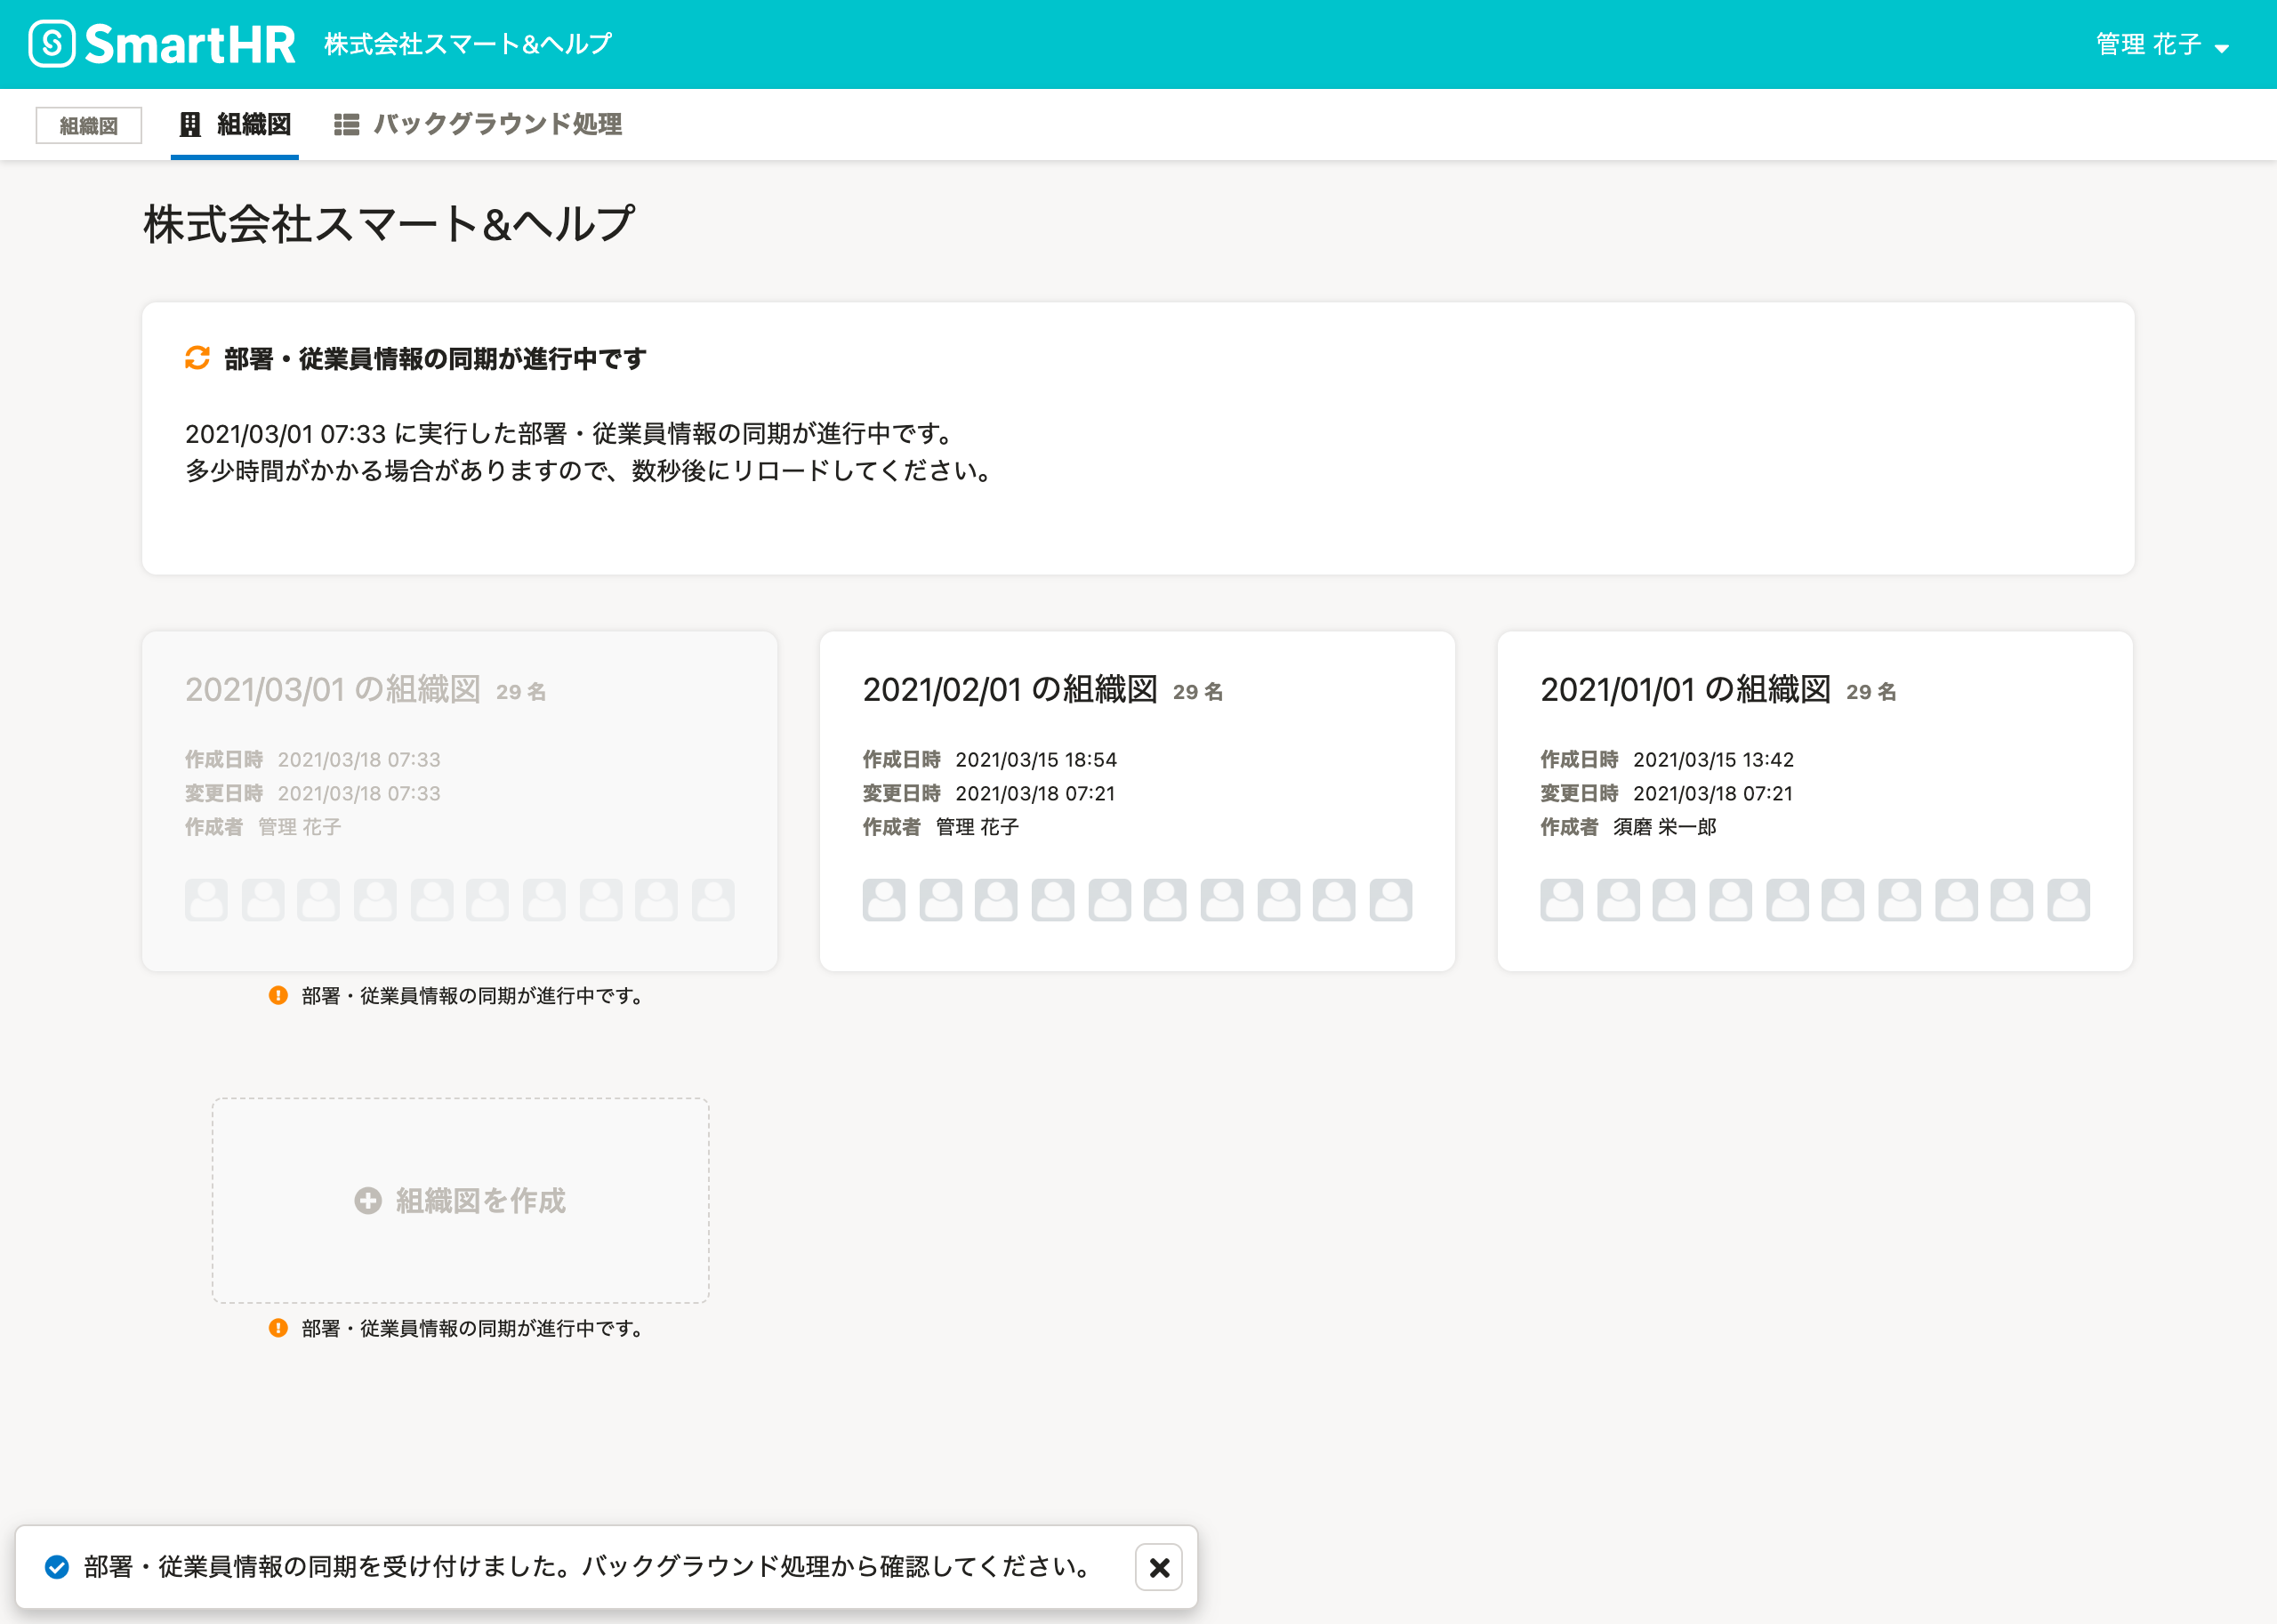 SmartHR 株式会社スマート&ヘルプ 管理 花子
組織図 組織図 バックグラウンド処理
株式会社スマート&ヘルプ
部署・従業員情報の同期が進行中です
2021/03/01 07:33 に実行した部署・従業員情報の同期が進行中です。
多少時間がかかる場合がありますので、数秒後にリロードしてください。
2021/03/01 の組織図 29 名
作成日時 2021/03/18 07:33
変更日時 2021/03/18 07:33
作成者 管理 花子
部署・従業員情報の同期が進行中です。
2021/02/01 の組織図 29 名
作成日時 2021/03/15 18:54
変更日時 2021/03/18 07:21
作成者 管理 花子
2021/01/01 の組織図 29 名
作成日時 2021/03/15 13:42
変更日時 2021/03/18 07:21
作成者 須磨 栄一郎
組織図を作成
部署・従業員情報の同期が進行中です。
部署・従業員情報の同期を受け付けました。バックグラウンド処理から確認してください。